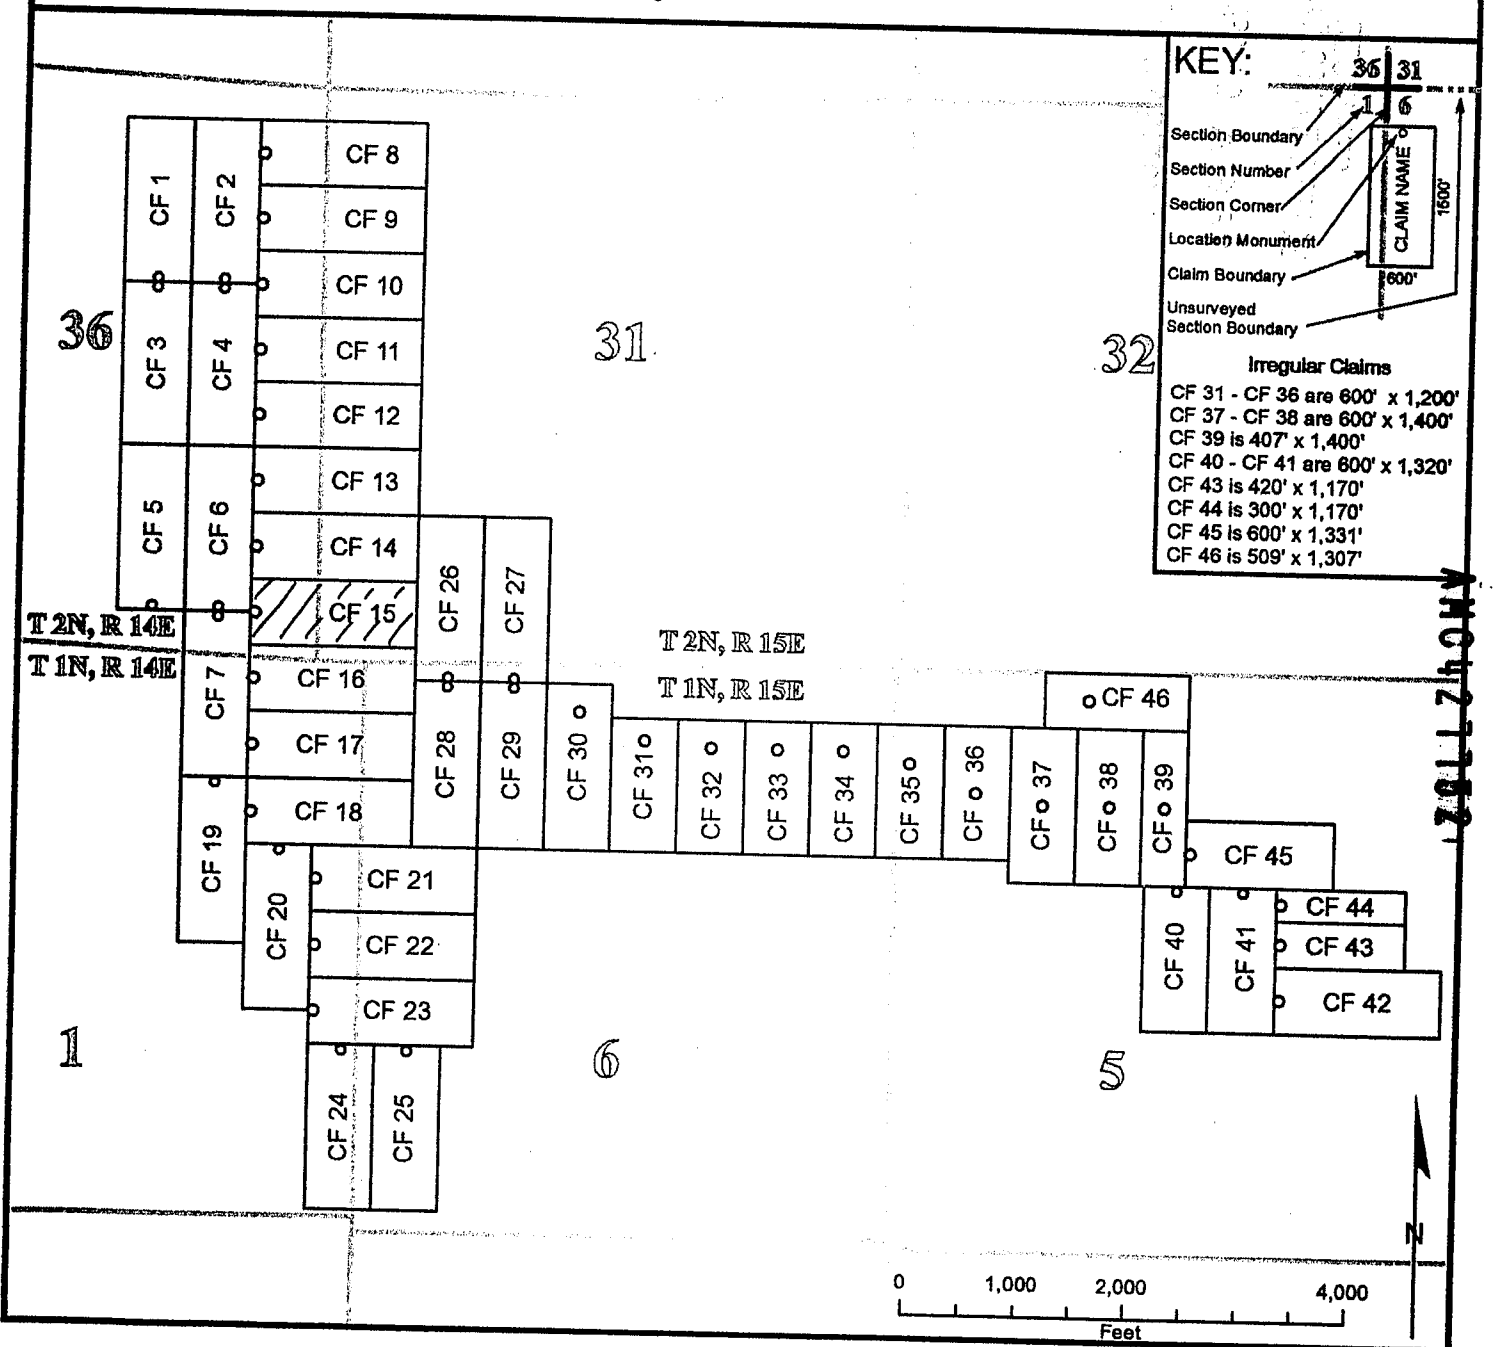 KEY:
36 31
1 6
Section Boundary
Section Number
Section Corner
Location Monument
Claim Boundary
Unsurveyed
Section Boundary
CLAIM NAME
1500'
600'
Irregular Claims
CF 31 - CF 36 are 600' x 1,200'
CF 37 - CF 38 are 600' x 1,400'
CF 39 is 407' x 1,400'
CF 40 - CF 41 are 600' x 1,320'
CF 43 is 420' x 1,170'
CF 44 is 300' x 1,170'
CF 45 is 600' x 1,331'
CF 46 is 509' x 1,307'
CF 1
CF 2
CF 8
CF 9
CF 10
36
CF 3
CF 4
CF 11
31
32
CF 12
CF 13
CF 5
CF 6
CF 14
CF 26
CF 27
CF 15
T 2N, R 14E
T 2N, R 15E
T 1N, R 14E
T 1N, R 15E
CF 7
CF 16
CF 46
CF 17
CF 28
CF 29
CF 30
CF 31
CF 32
CF 33
CF 34
CF 35
CF 36
CF 37
CF 38
CF 39
CF 18
CF 19
CF 45
CF 20
CF 21
CF 44
CF 22
CF 40
CF 41
CF 43
CF 23
CF 42
1
6
5
CF 24
CF 25
N
0 1,000 2,000 4,000
Feet